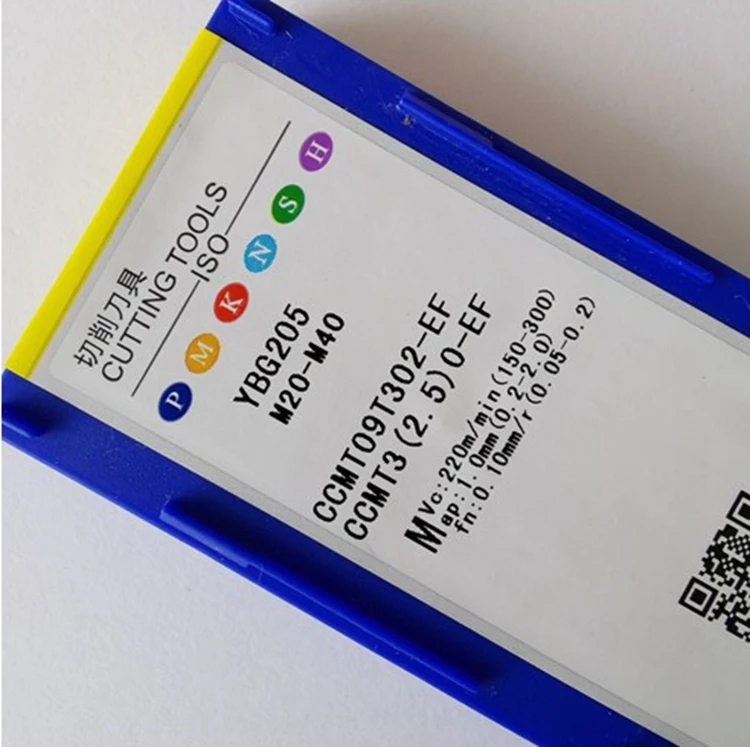 切削刀具
CUTTING TOOLS
ISO
P M K N S H
YBG205
M20-M40
CCMT09T302-EF
CCMT3(2.5)0-EF
M
Vc:220m/min(150-300)
ap:1.0mm(0.2-2.0)
fn:0.10mm/r(0.05-0.2)